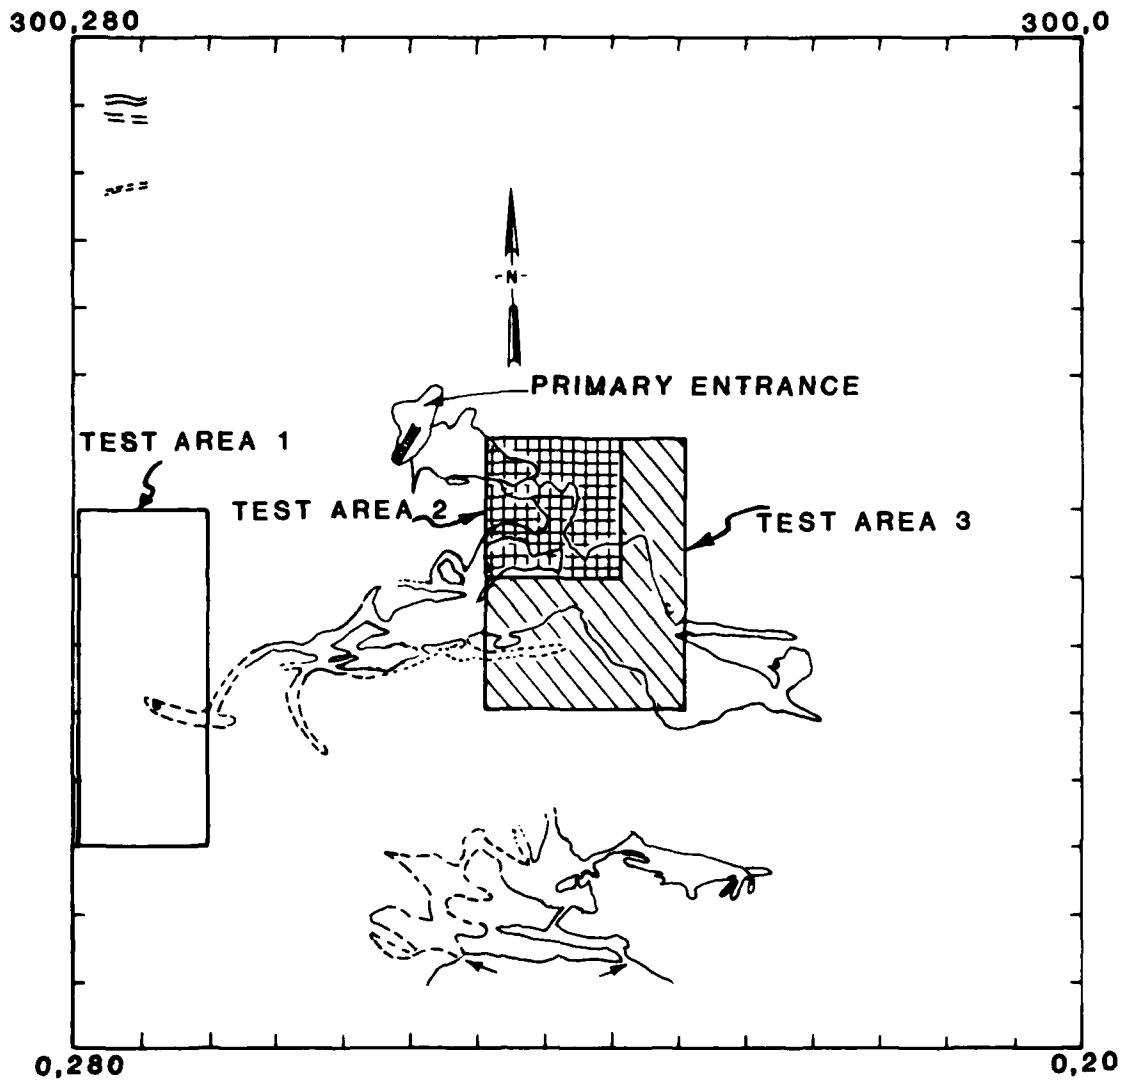 300,280
300,0
N
PRIMARY ENTRANCE
TEST AREA 1
TEST AREA 2
TEST AREA 3
0,280
0,20